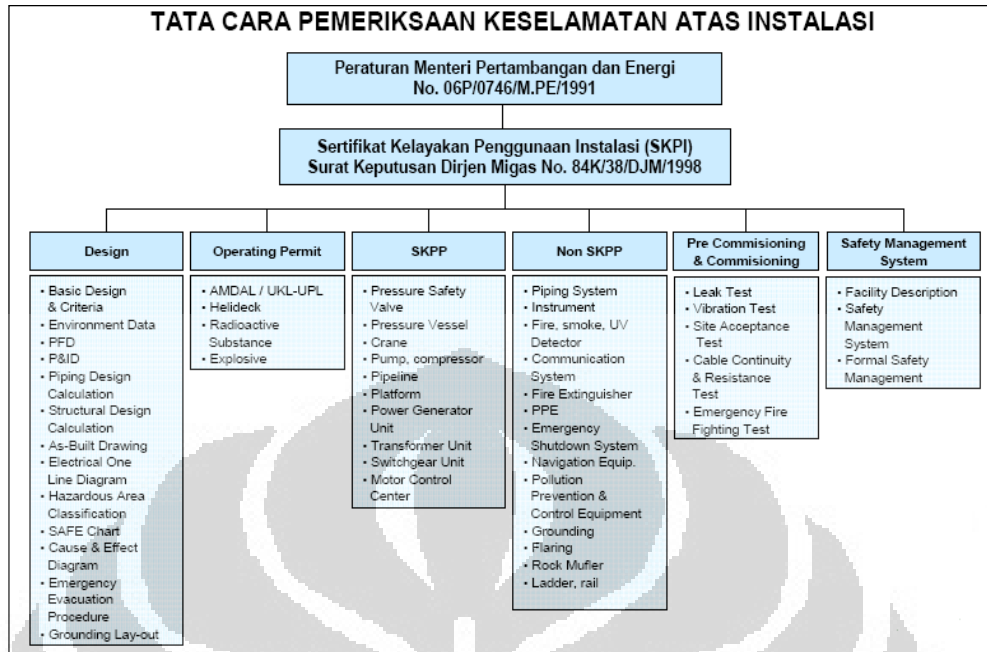 TATA CARA PEMERIKSAAN KESELAMATAN ATAS INSTALASI
Peraturan Menteri Pertambangan dan Energi
No. 06P/0746/M.PE/1991
Sertifikat Kelayakan Penggunaan Instalasi (SKPI)
Surat Keputusan Dirjen Migas No. 84K/38/DJM/1998
Design
• Basic Design
& Criteria
• Environment Data
• PFD
• P&ID
• Piping Design
Calculation
• Structural Design
Calculation
• As-Built Drawing
• Electrical One
Line Diagram
• Hazardous Area
Classification
• SAFE Chart
• Cause & Effect
Diagram
• Emergency
Evacuation
Procedure
• Grounding Lay-out
Operating Permit
• AMDAL / UKL-UPL
• Helideck
• Radioactive
Substance
• Explosive
SKPP
• Pressure Safety
Valve
• Pressure Vessel
• Crane
• Pump, compressor
• Pipeline
• Platform
• Power Generator
Unit
• Transformer Unit
• Switchgear Unit
• Motor Control
Center
Non SKPP
• Piping System
• Instrument
• Fire, smoke, UV
Detector
• Communication
System
• Fire Extinguisher
• PPE
• Emergency
Shutdown System
• Navigation Equip.
• Pollution
Prevention &
Control Equipment
• Grounding
• Flaring
• Rock Mufler
• Ladder, rail
Pre Commisioning
& Commisioning
• Leak Test
• Vibration Test
• Site Acceptance
Test
• Cable Continuity
& Resistance
Test
• Emergency Fire
Fighting Test
Safety Management
System
• Facility Description
• Safety
Management
System
• Formal Safety
Management